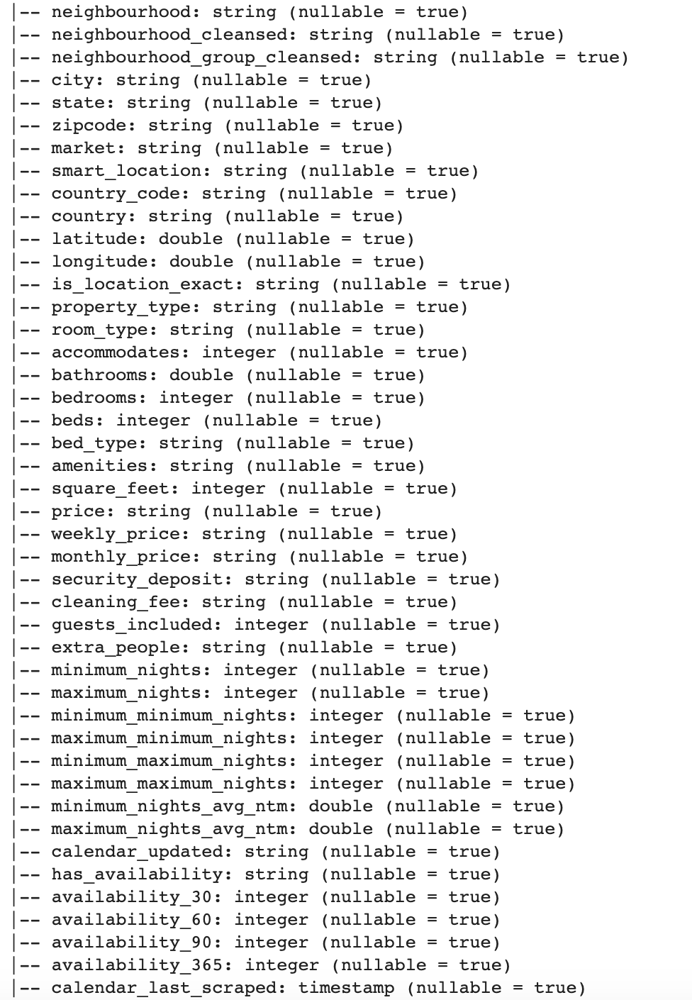 |-- neighbourhood: string (nullable = true)
|-- neighbourhood_cleansed: string (nullable = true)
|-- neighbourhood_group_cleansed: string (nullable = true)
|-- city: string (nullable = true)
|-- state: string (nullable = true)
|-- zipcode: string (nullable = true)
|-- market: string (nullable = true)
|-- smart_location: string (nullable = true)
|-- country_code: string (nullable = true)
|-- country: string (nullable = true)
|-- latitude: double (nullable = true)
|-- longitude: double (nullable = true)
|-- is_location_exact: string (nullable = true)
|-- property_type: string (nullable = true)
|-- room_type: string (nullable = true)
|-- accommodates: integer (nullable = true)
|-- bathrooms: double (nullable = true)
|-- bedrooms: integer (nullable = true)
|-- beds: integer (nullable = true)
|-- bed_type: string (nullable = true)
|-- amenities: string (nullable = true)
|-- square_feet: integer (nullable = true)
|-- price: string (nullable = true)
|-- weekly_price: string (nullable = true)
|-- monthly_price: string (nullable = true)
|-- security_deposit: string (nullable = true)
|-- cleaning_fee: string (nullable = true)
|-- guests_included: integer (nullable = true)
|-- extra_people: string (nullable = true)
|-- minimum_nights: integer (nullable = true)
|-- maximum_nights: integer (nullable = true)
|-- minimum_minimum_nights: integer (nullable = true)
|-- maximum_minimum_nights: integer (nullable = true)
|-- minimum_maximum_nights: integer (nullable = true)
|-- maximum_maximum_nights: integer (nullable = true)
|-- minimum_nights_avg_ntm: double (nullable = true)
|-- maximum_nights_avg_ntm: double (nullable = true)
|-- calendar_updated: string (nullable = true)
|-- has_availability: string (nullable = true)
|-- availability_30: integer (nullable = true)
|-- availability_60: integer (nullable = true)
|-- availability_90: integer (nullable = true)
|-- availability_365: integer (nullable = true)
|-- calendar_last_scraped: timestamp (nullable = true)